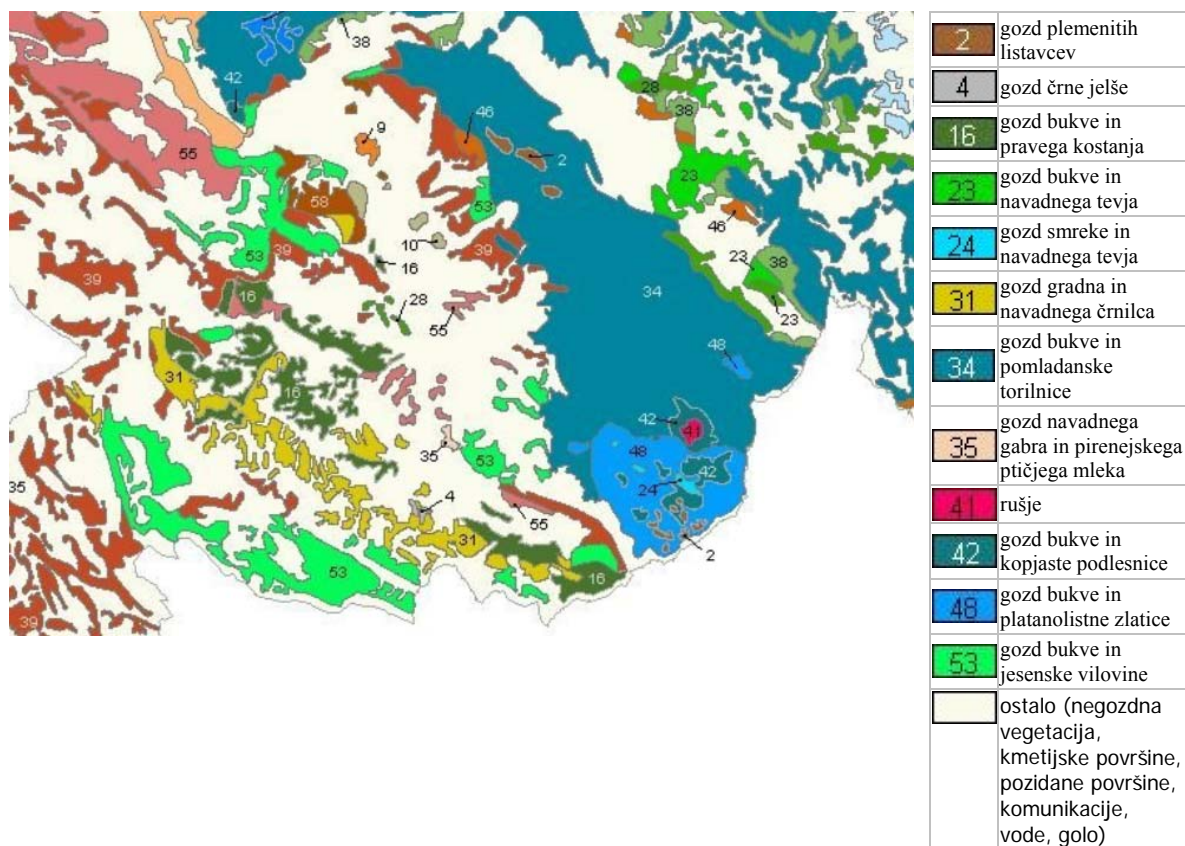 38
42
46
9
2
28
38
55
58
53
23
46
10
39
39
53
16
39
34
23
38
16
28
55
23
48
31
16
42
41
35
53
48
42
24
35
4
55
31
2
53
16
39
2 gozd plemenitih
listavcev
4 gozd črne jelše
16 gozd bukve in
pravega kostanja
23 gozd bukve in
navadnega tevja
24 gozd smreke in
navadnega tevja
31 gozd gradna in
navadnega črnilca
34 gozd bukve in
pomladanske
torilnice
35 gozd navadnega
gabra in pirenejskega
ptičjega mleka
41 rušje
42 gozd bukve in
kopjaste podlesnice
48 gozd bukve in
platanolistne zlatice
53 gozd bukve in
jesenske vilovine
ostalo (negozdna
vegetacija,
kmetijske površine,
pozidane površine,
komunikacije,
vode, golo)